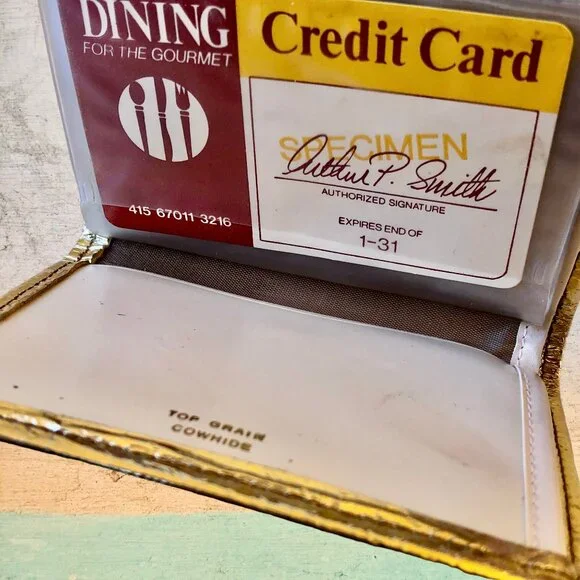 DINING
FOR THE GOURMET
Credit Card
SPECIMEN
Arthur P. Smith
AUTHORIZED SIGNATURE
415 67011 3216
EXPIRES END OF
1-31
TOP GRAIN
COWHIDE